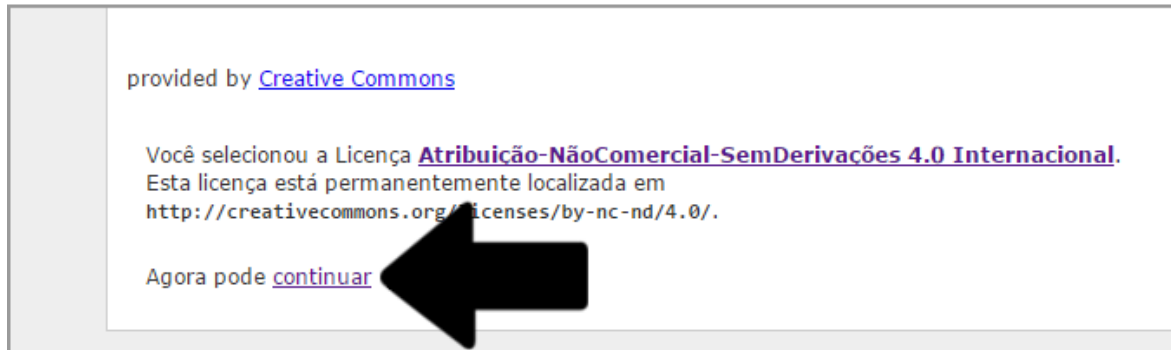 provided by Creative Commons
Você selecionou a Licença Atribuição-NãoComercial-SemDerivações 4.0 Internacional.
Esta licença está permanentemente localizada em
http://creativecommons.org/licenses/by-nc-nd/4.0/.
Agora pode continuar